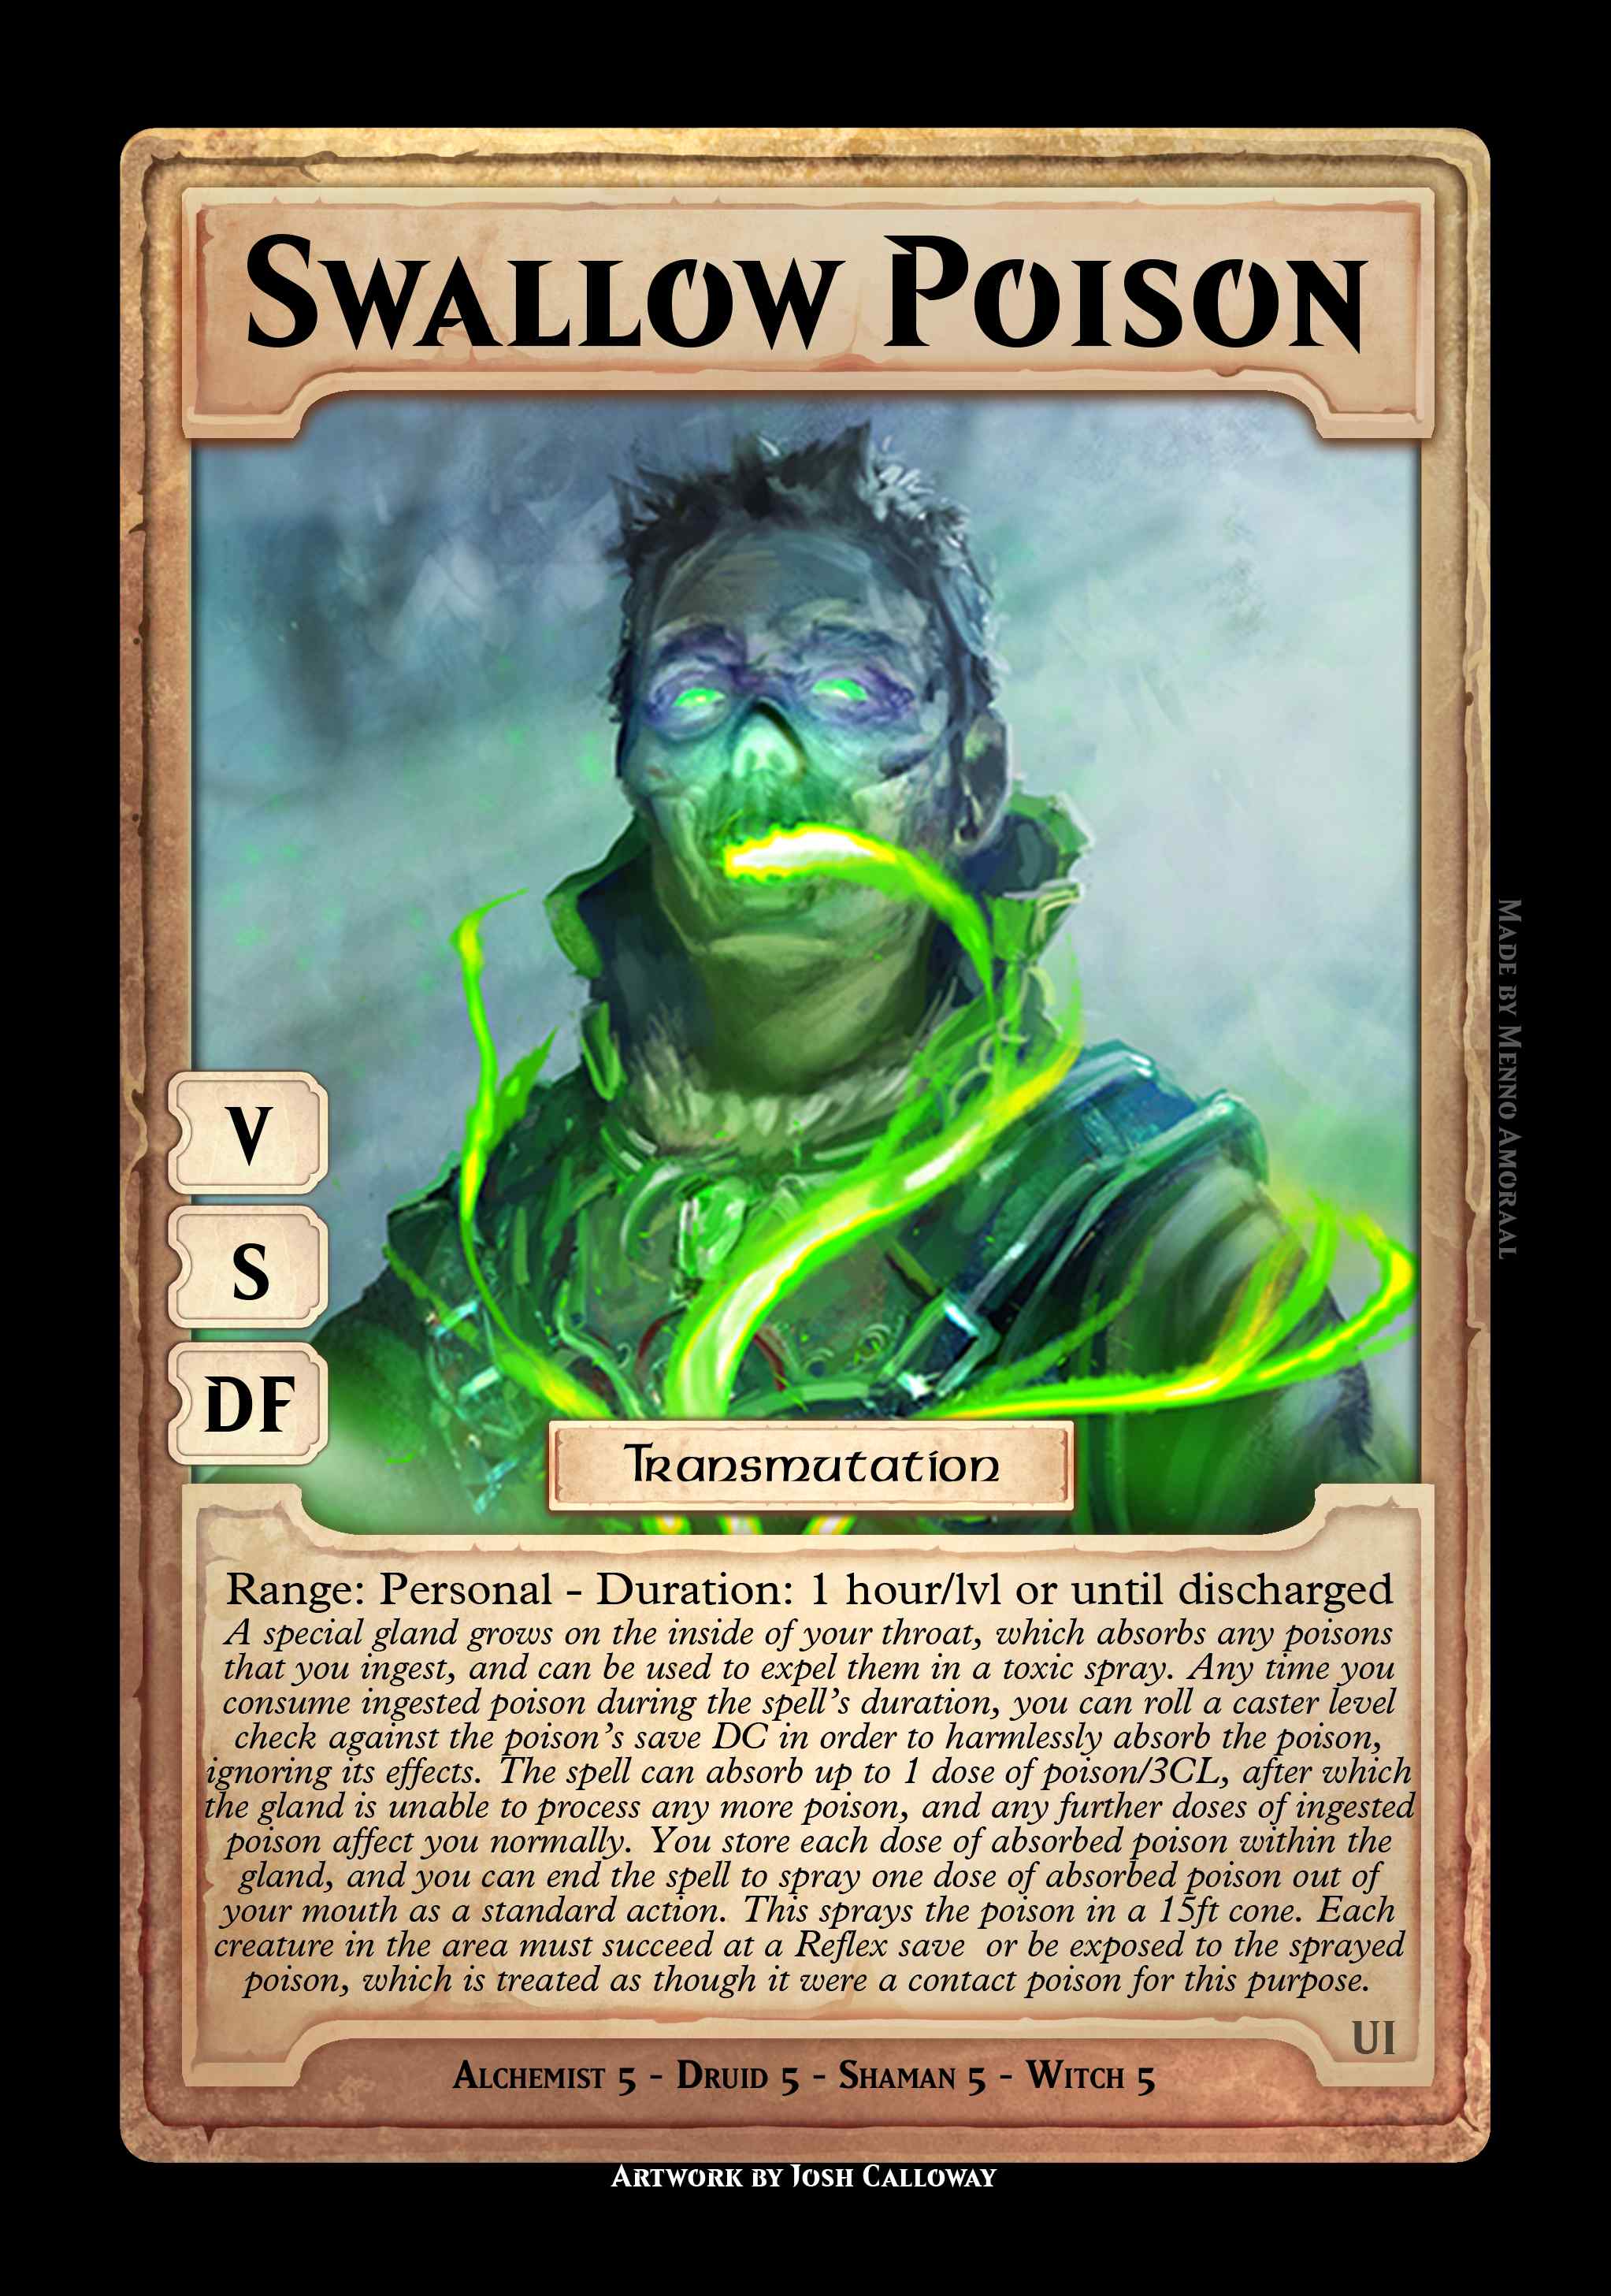 Swallow Poison
V
S
DF
Transmutation
Range: Personal - Duration: 1 hour/lvl or until discharged
A special gland grows on the inside of your throat, which absorbs any poisons
that you ingest, and can be used to expel them in a toxic spray. Any time you
consume ingested poison during the spell's duration, you can roll a caster level
check against the poison's save DC in order to harmlessly absorb the poison,
ignoring its effects. The spell can absorb up to 1 dose of poison/3CL, after which
the gland is unable to process any more poison, and any further doses of ingested
poison affect you normally. You store each dose of absorbed poison within the
gland, and you can end the spell to spray one dose of absorbed poison out of
your mouth as a standard action. This sprays the poison in a 15ft cone. Each
creature in the area must succeed at a Reflex save  or be exposed to the sprayed
poison, which is treated as though it were a contact poison for this purpose.
UI
Alchemist 5 - Druid 5 - Shaman 5 - Witch 5
Artwork by Josh Calloway
Made by Menno Amoraal